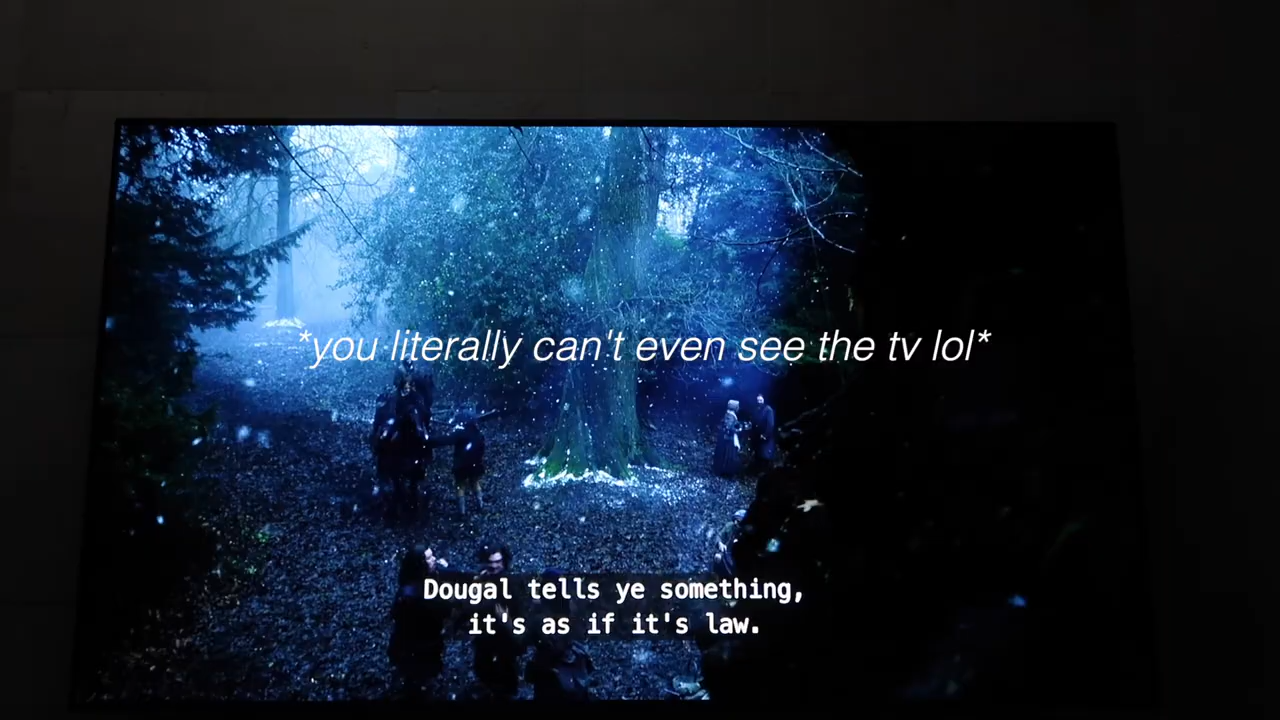 *you literally can't even see the tv lol*
Dougal tells ye something,
it's as if it's law.